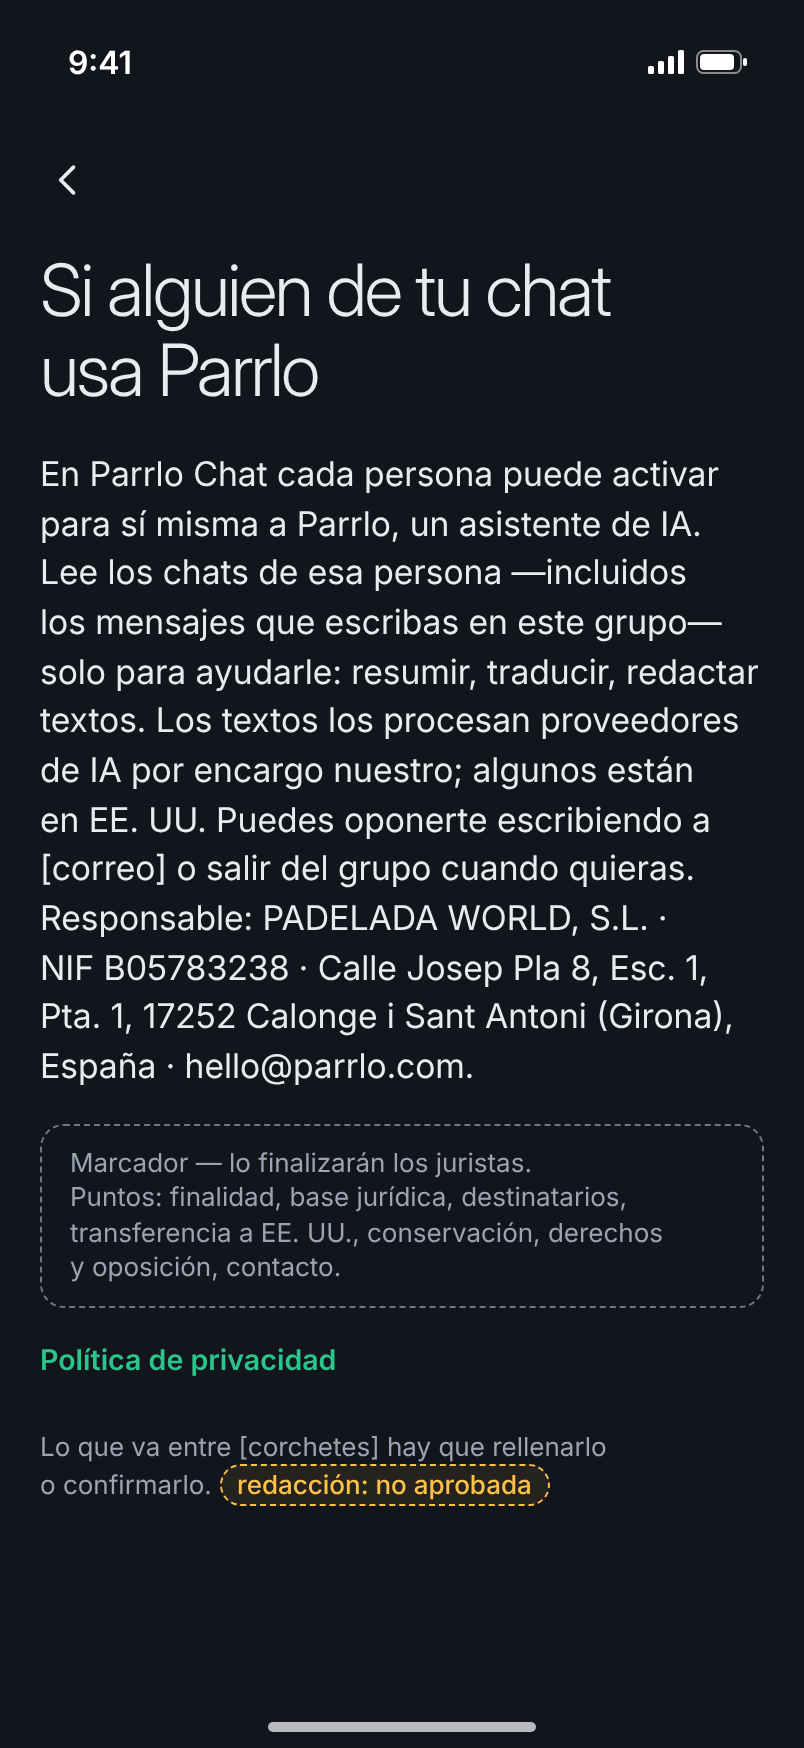 9:41
Si alguien de tu chat
usa Parrlo
En Parrlo Chat cada persona puede activar
para sí misma a Parrlo, un asistente de IA.
Lee los chats de esa persona —incluidos
los mensajes que escribas en este grupo—
solo para ayudarle: resumir, traducir, redactar
textos. Los textos los procesan proveedores
de IA por encargo nuestro; algunos están
en EE. UU. Puedes oponerte escribiendo a
[correo] o salir del grupo cuando quieras.
Responsable: PADELADA WORLD, S.L. ·
NIF B05783238 · Calle Josep Pla 8, Esc. 1,
Pta. 1, 17252 Calonge i Sant Antoni (Girona),
España · hello@parrlo.com.
Marcador — lo finalizarán los juristas.
Puntos: finalidad, base jurídica, destinatarios,
transferencia a EE. UU., conservación, derechos
y oposición, contacto.
Política de privacidad
Lo que va entre [corchetes] hay que rellenarlo
o confirmarlo. redacción: no aprobada